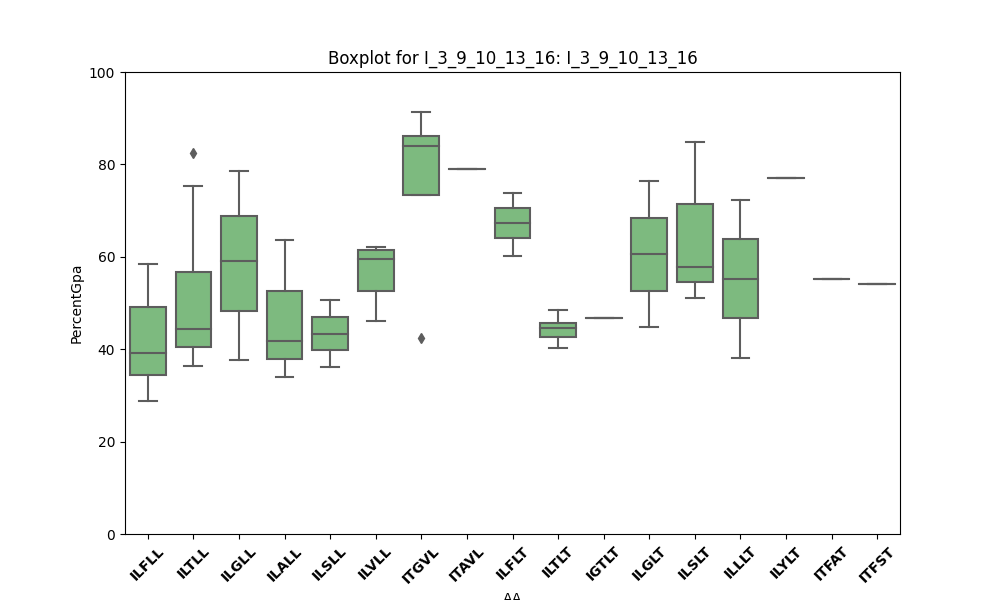 Boxplot for I_3_9_10_13_16: I_3_9_10_13_16
100
80
60
40
20
0
PercentGpa
ILFLL ILTLL ILGLL ILALL ILSLL ILVLL ITGVL ITAVL ILFLT ILTLT IGTLT ILGLT ILSLT ILLLT ILYLT ITFAT ITFST
AA